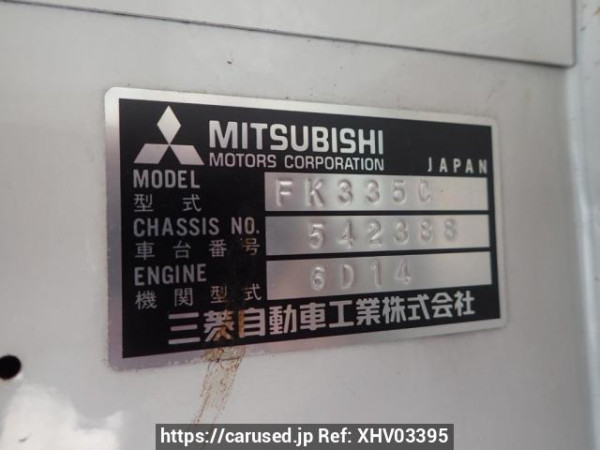 MITSUBISHI
MOTORS CORPORATION JAPAN
MODEL FK335C
型式
CHASSIS NO. 542388
車台番号
ENGINE 6D14
機関型式
三菱自動車工業株式会社
https://carused.jp Ref: XHV03395